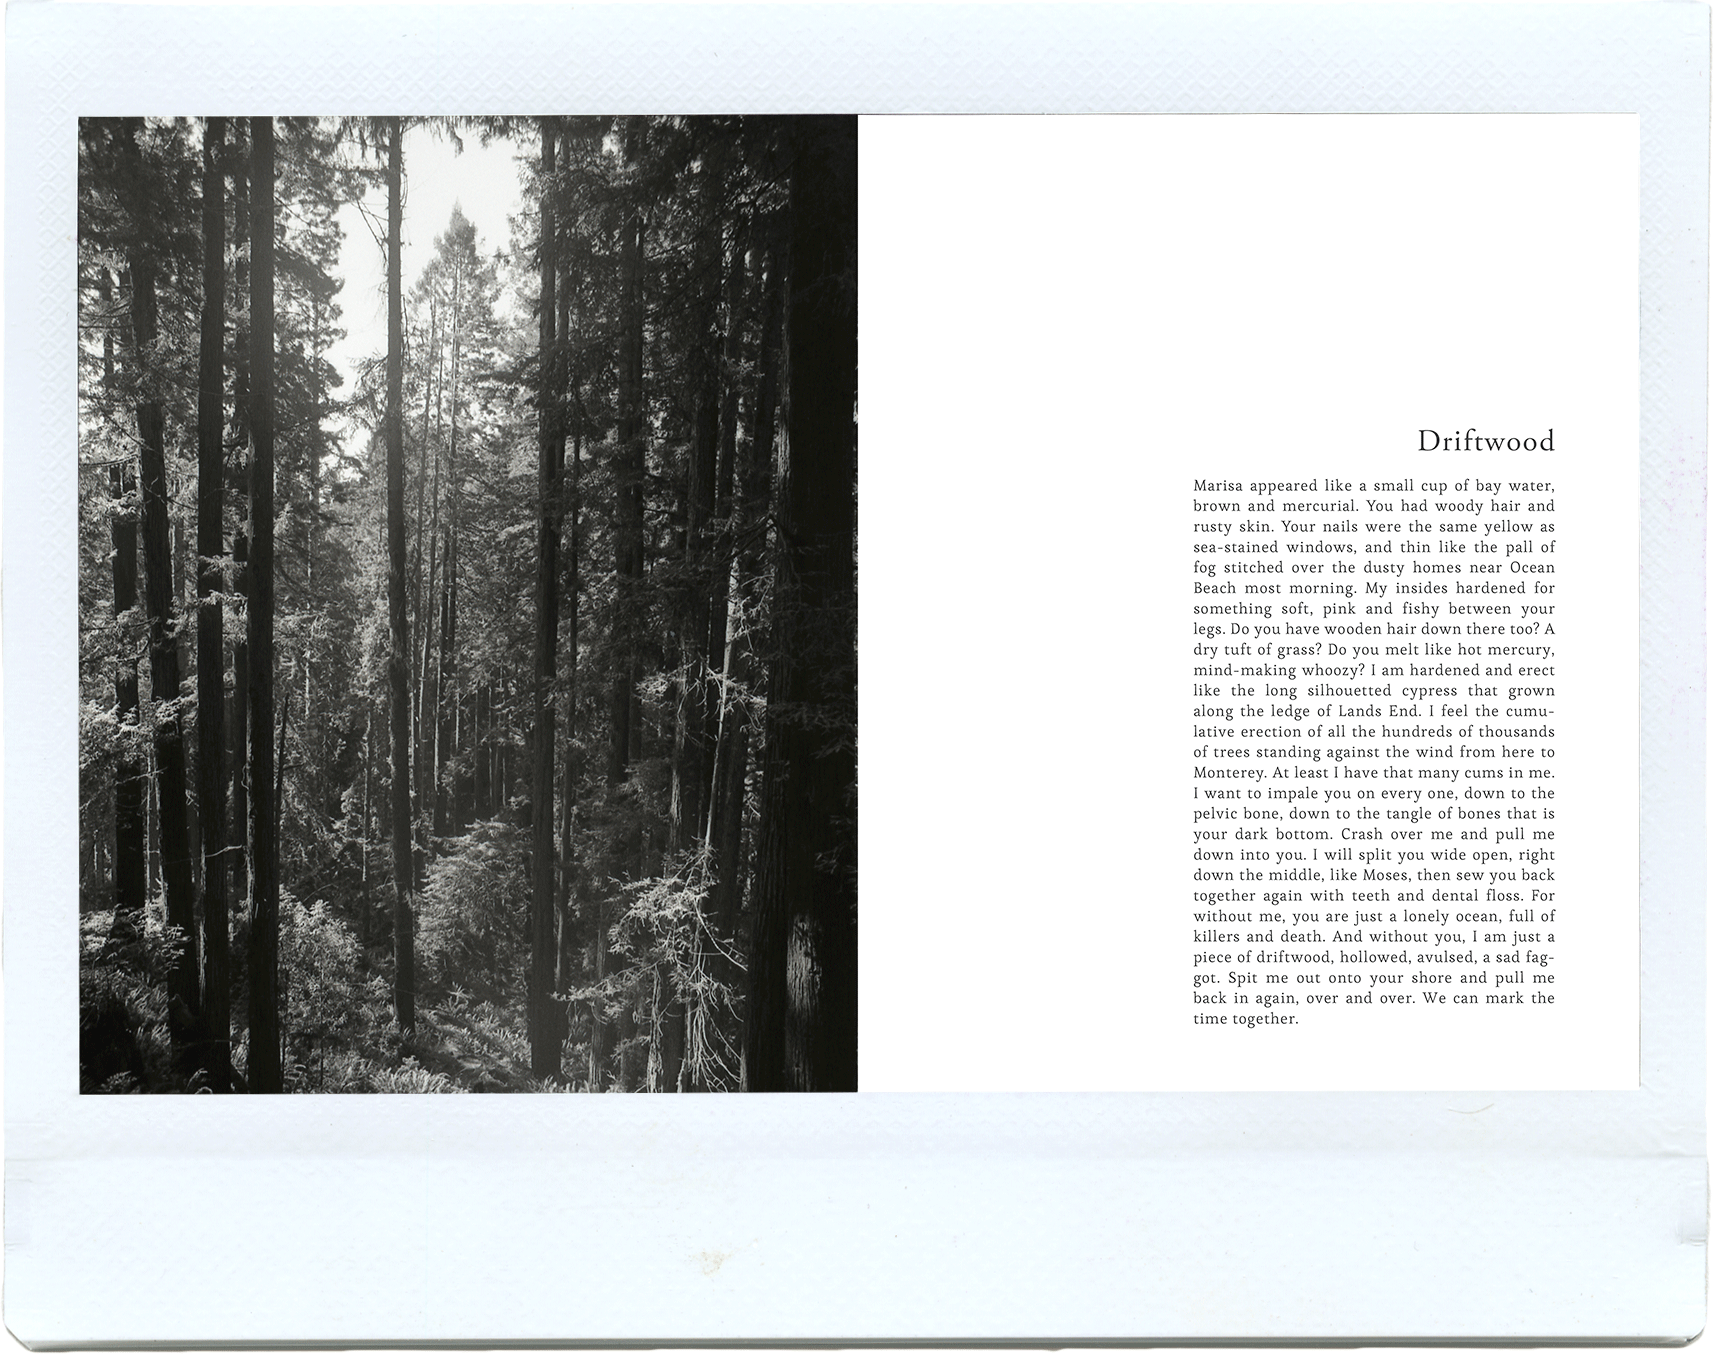 Driftwood
Marisa appeared like a small cup of bay water,
brown and mercurial. You had woody hair and
rusty skin. Your nails were the same yellow as
sea-stained windows, and thin like the pall of
fog stitched over the dusty homes near Ocean
Beach most morning. My insides hardened for
something soft, pink and fishy between your
legs. Do you have wooden hair down there too? A
dry tuft of grass? Do you melt like hot mercury,
mind-making whoozy? I am hardened and erect
like the long silhouetted cypress that grown
along the ledge of Lands End. I feel the cumu-
lative erection of all the hundreds of thousands
of trees standing against the wind from here to
Monterey. At least I have that many cums in me.
I want to impale you on every one, down to the
pelvic bone, down to the tangle of bones that is
your dark bottom. Crash over me and pull me
down into you. I will split you wide open, right
down the middle, like Moses, then sew you back
together again with teeth and dental floss. For
without me, you are just a lonely ocean, full of
killers and death. And without you, I am just a
piece of driftwood, hollowed, avulsed, a sad fag-
got. Spit me out onto your shore and pull me
back in again, over and over. We can mark the
time together.